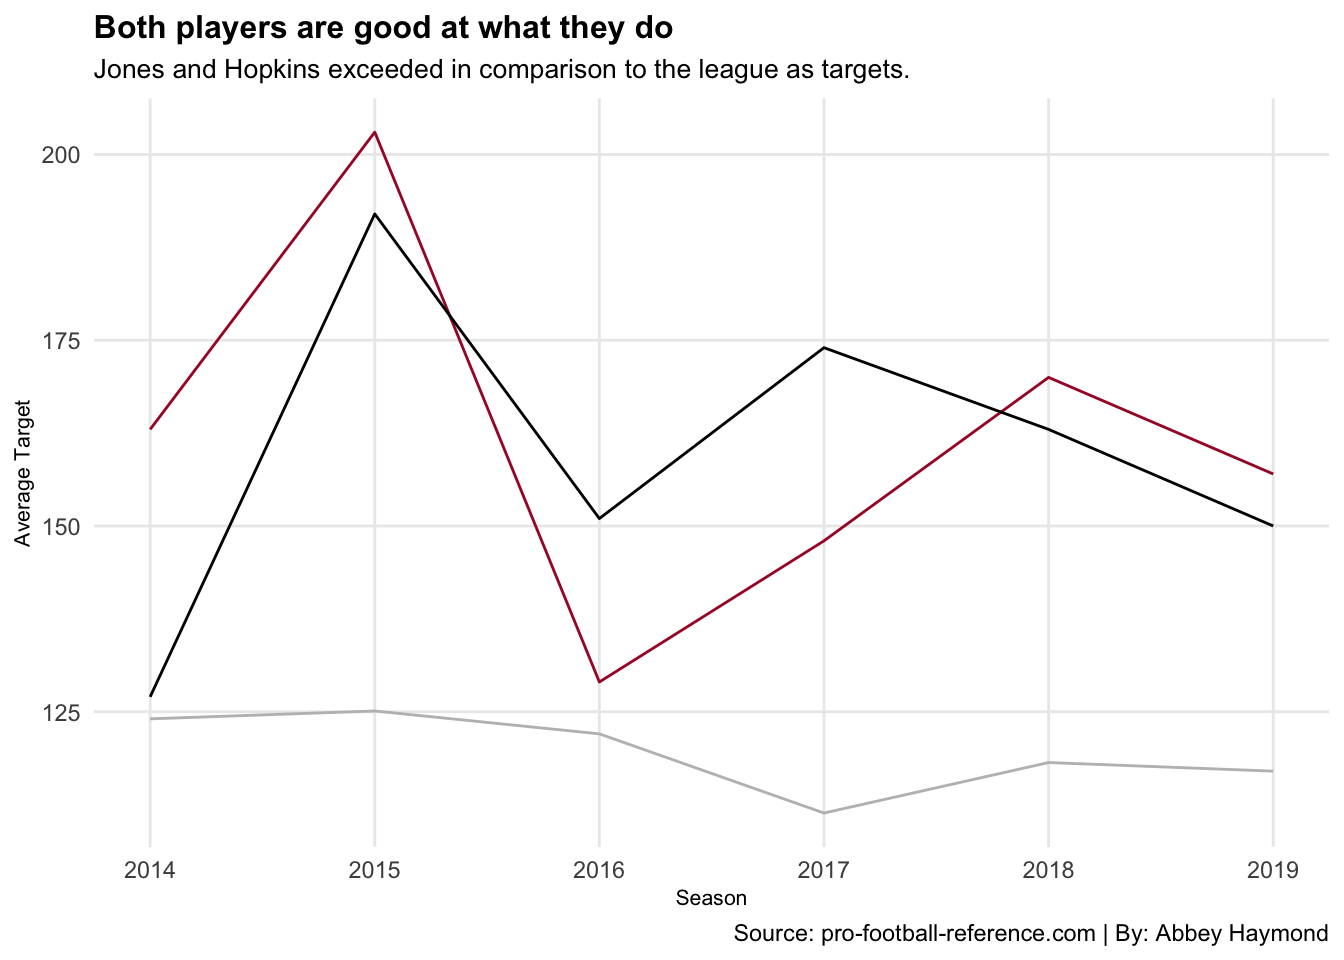 Both players are good at what they do
Jones and Hopkins exceeded in comparison to the league as targets.
200
175
150
125
Average Target
2014 2015 2016 2017 2018 2019
Season
Source: pro-football-reference.com | By: Abbey Haymond